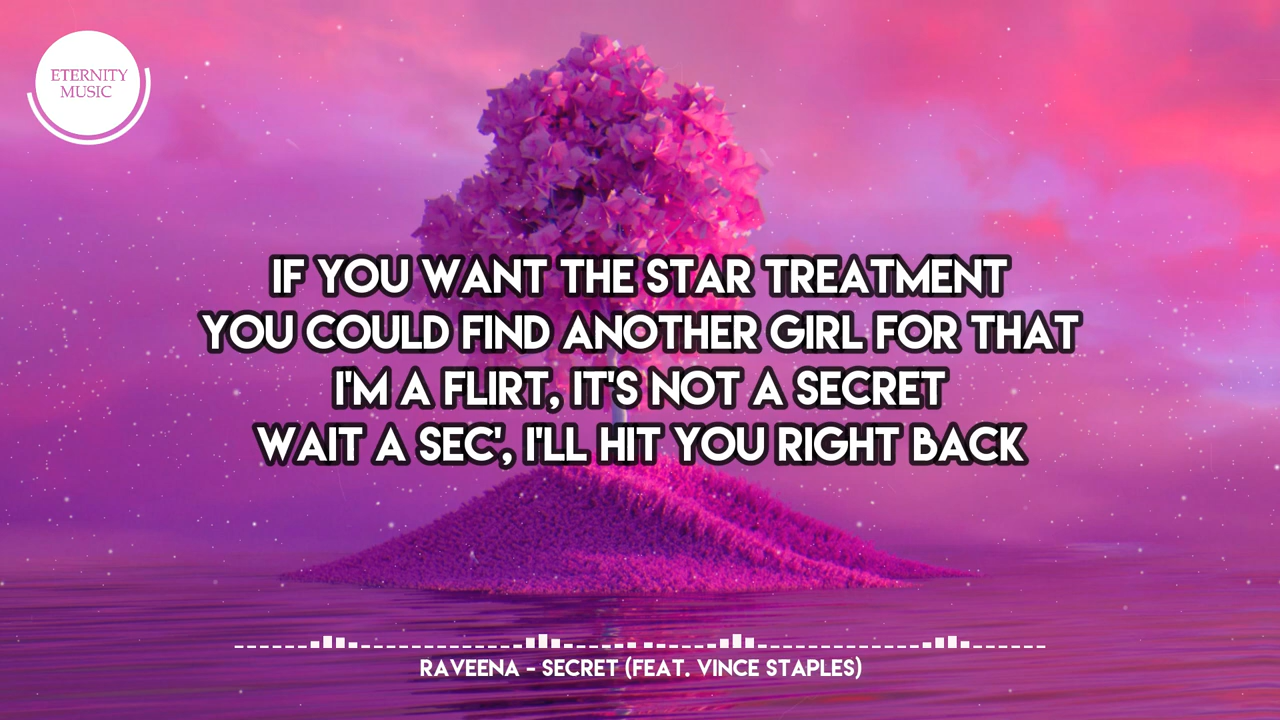 ETERNITY
MUSIC
IF YOU WANT THE STAR TREATMENT
YOU COULD FIND ANOTHER GIRL FOR THAT
I'M A FLIRT, IT'S NOT A SECRET
WAIT A SEC', I'LL HIT YOU RIGHT BACK
RAVEENA - SECRET (FEAT. VINCE STAPLES)